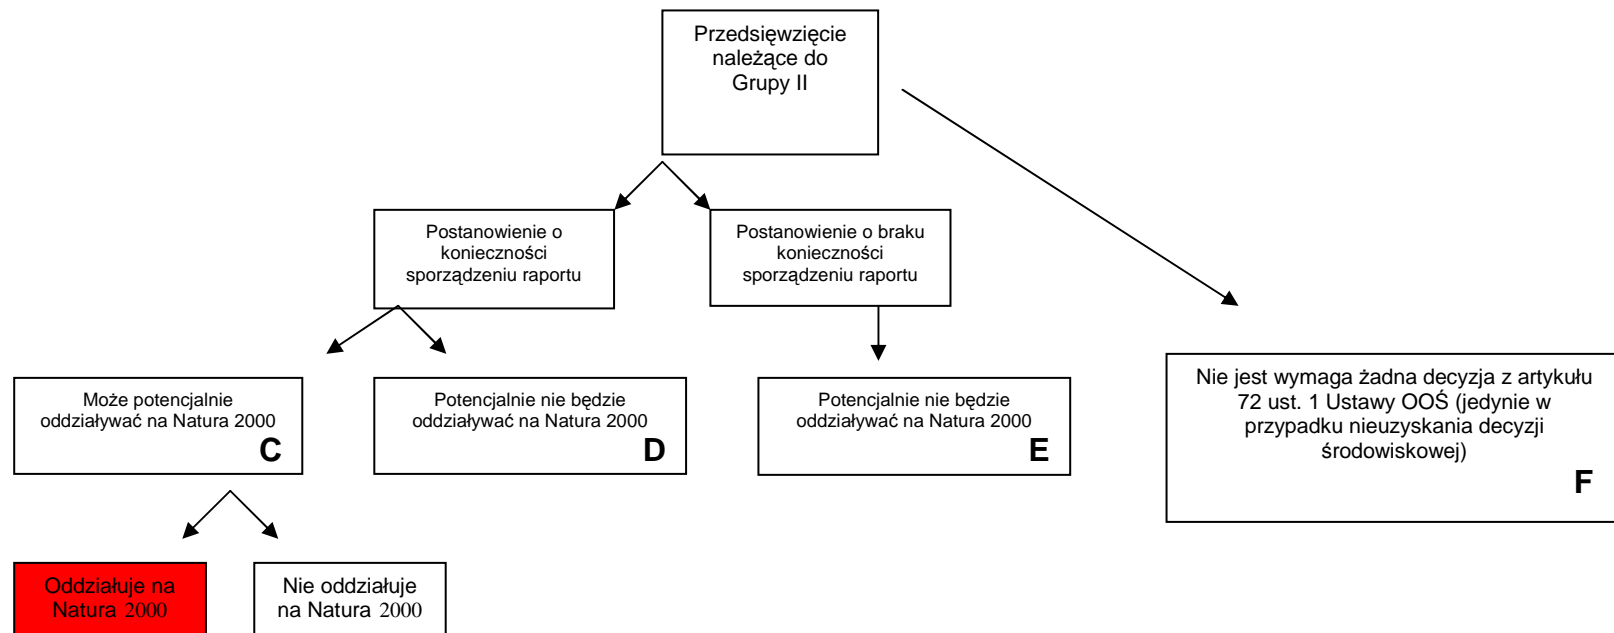 Przedsięwzięcie
należące do
Grupy II
Postanowienie o
konieczności
sporządzeniu raportu
Postanowienie o braku
konieczności
sporządzeniu raportu
Może potencjalnie
oddziaływać na Natura 2000
C
Potencjalnie nie będzie
oddziaływać na Natura 2000
D
Potencjalnie nie będzie
oddziaływać na Natura 2000
E
Nie jest wymaga żadna decyzja z artykułu
72 ust. 1 Ustawy OOŚ (jedynie w
przypadku nieuzyskania decyzji
środowiskowej)
F
Oddziałuje na
Natura 2000
Nie oddziałuje
na Natura 2000